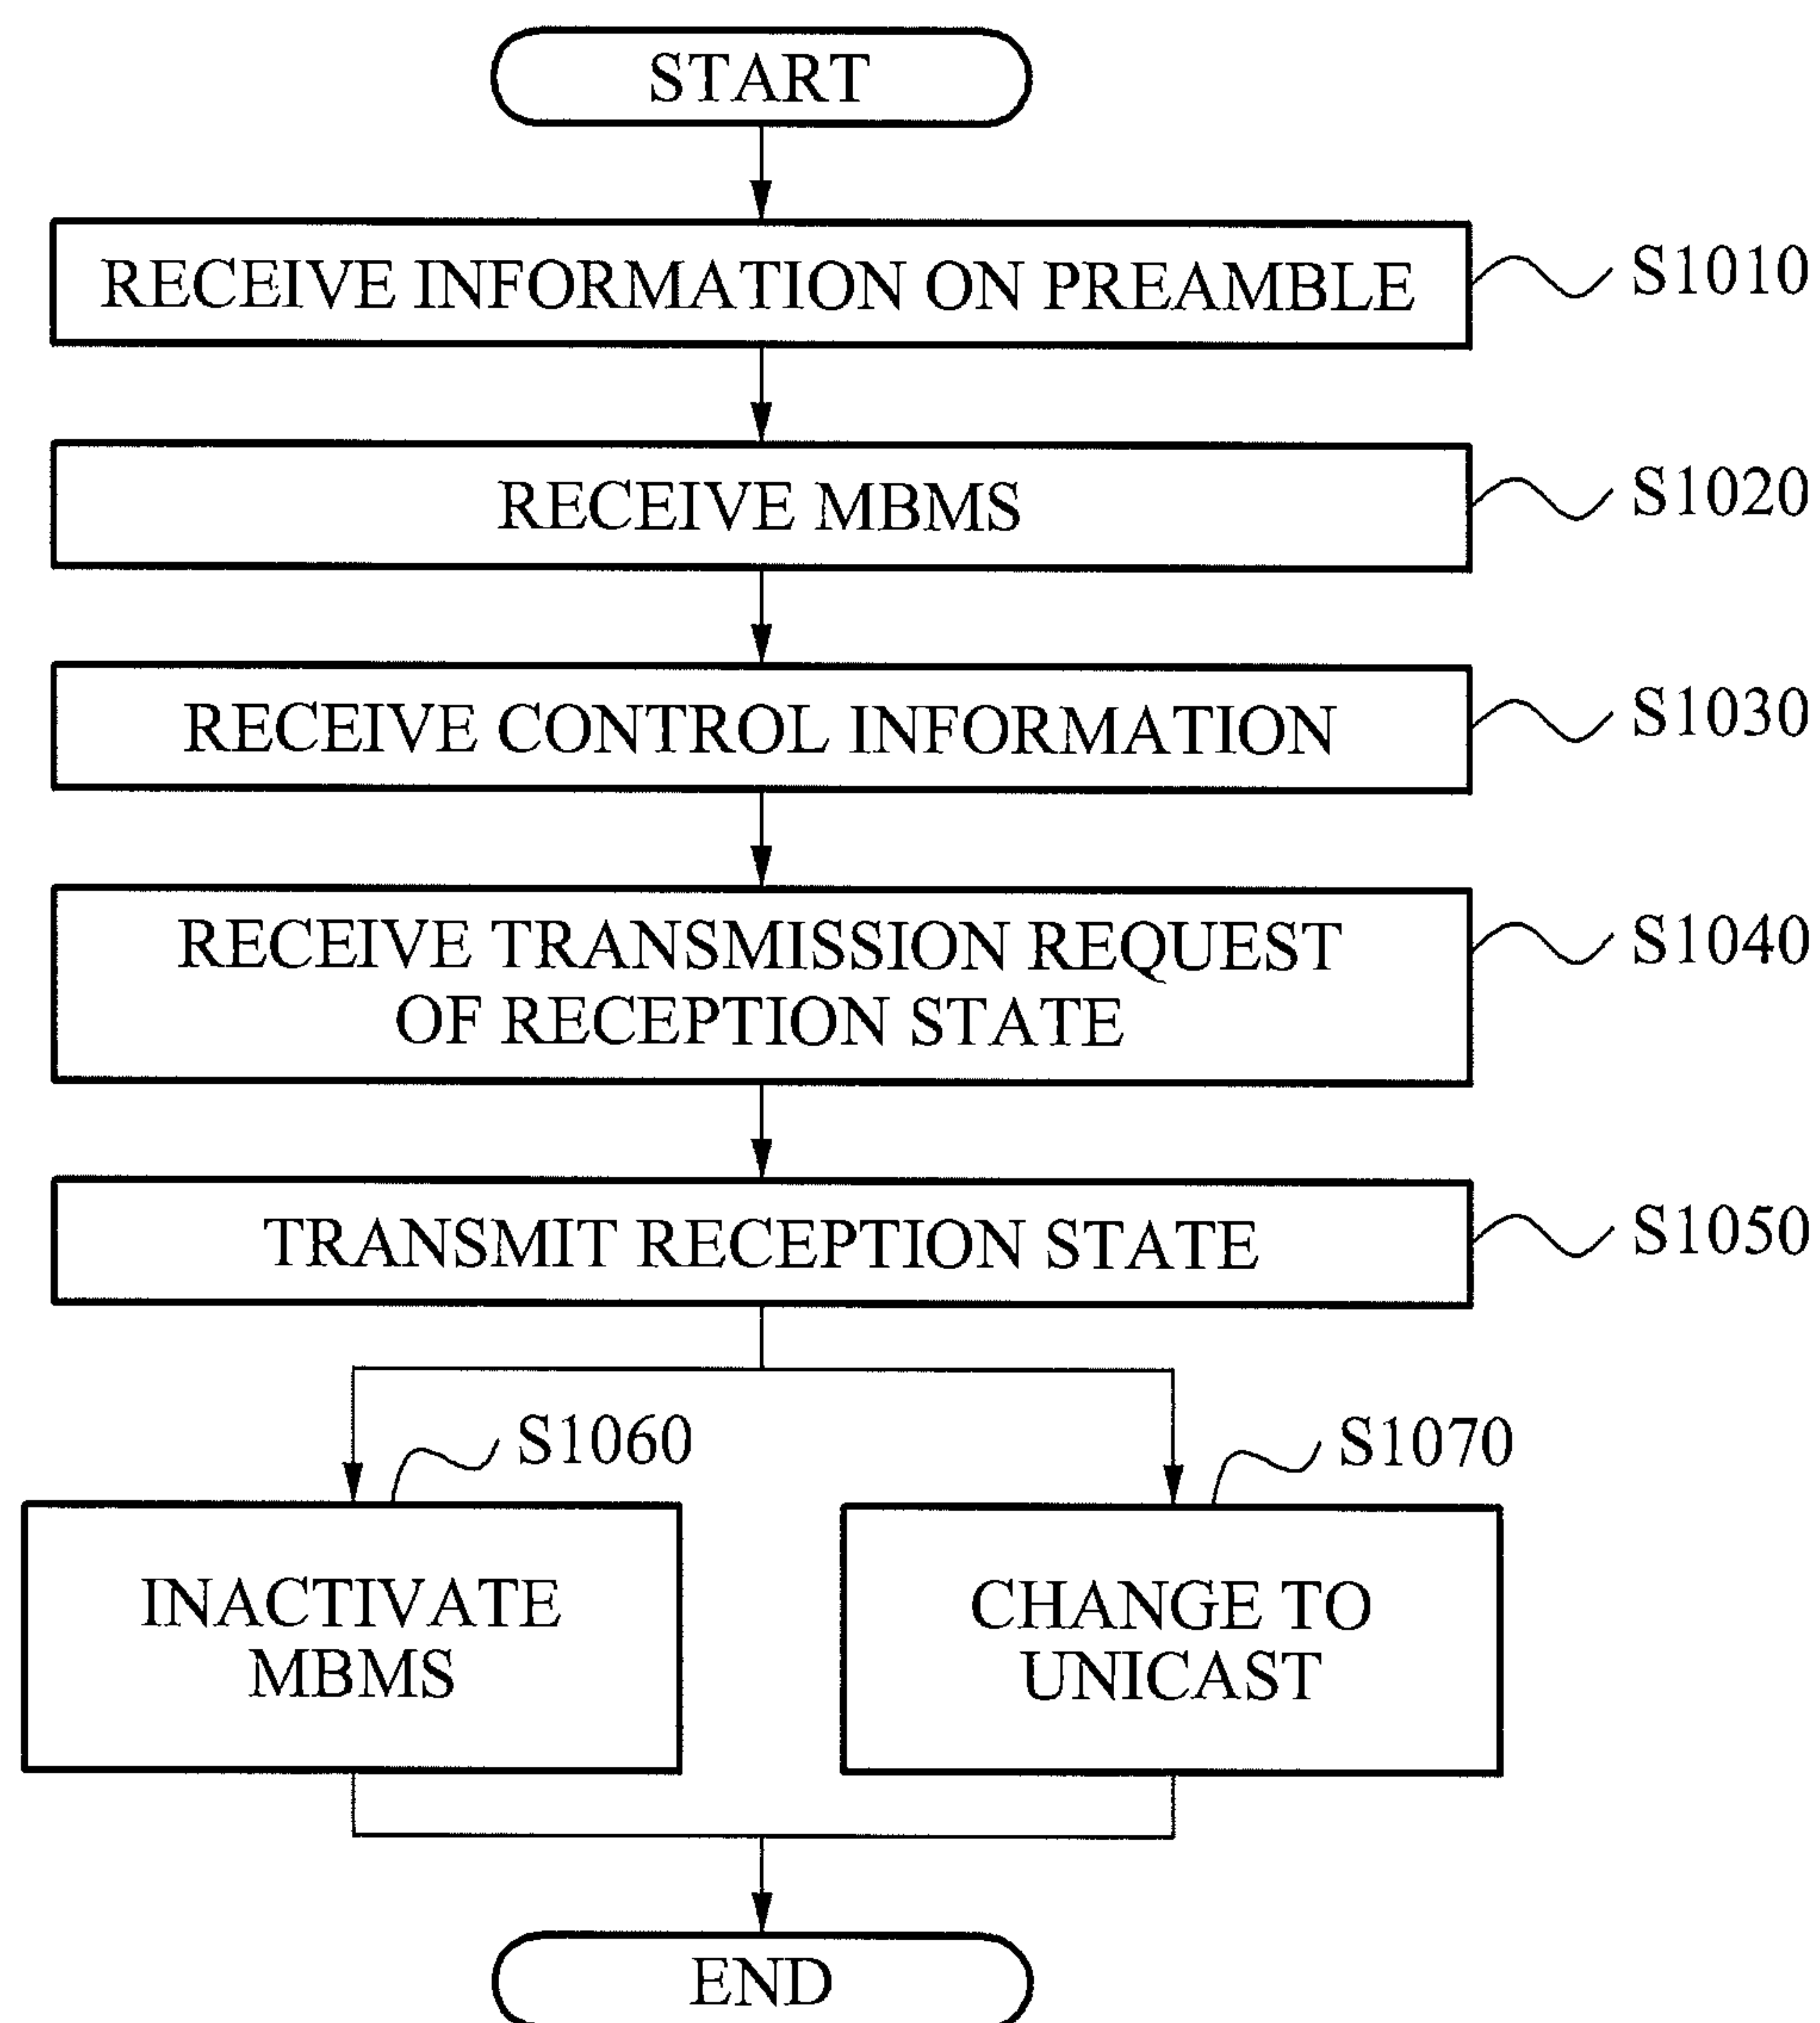 START
RECEIVE INFORMATION ON PREAMBLE
S1010
RECEIVE MBMS
S1020
RECEIVE CONTROL INFORMATION
S1030
RECEIVE TRANSMISSION REQUEST
OF RECEPTION STATE
S1040
TRANSMIT RECEPTION STATE
S1050
S1060
INACTIVATE
MBMS
S1070
CHANGE TO
UNICAST
END